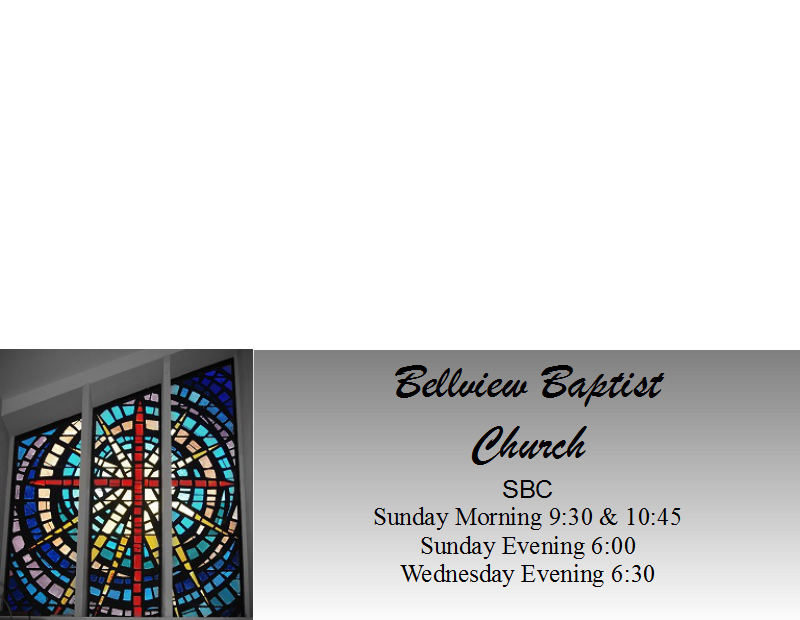 Bellview Baptist
Church
SBC
Sunday Morning 9:30 & 10:45
Sunday Evening 6:00
Wednesday Evening 6:30